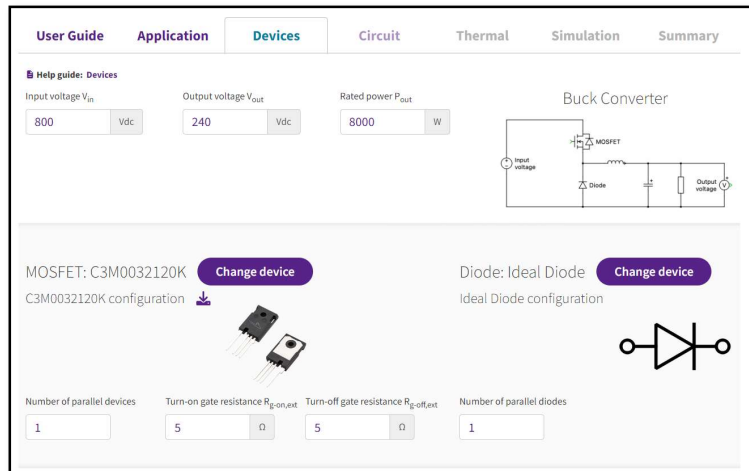 User Guide Application Devices Circuit Thermal Simulation Summary
Help guide: Devices
Input voltage Vin Output voltage Vout Rated power Pout
800 Vdc 240 Vdc 8000 W
Buck Converter
MOSFET
Input
voltage
Diode
Output
voltage
+
V
MOSFET: C3M0032120K Change device
C3M0032120K configuration
Diode: Ideal Diode Change device
Ideal Diode configuration
Number of parallel devices Turn-on gate resistance Rg-on,ext Turn-off gate resistance Rg-off,ext Number of parallel diodes
1 5 Ω 5 Ω 1